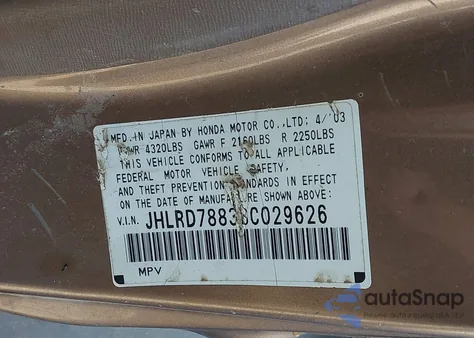 MFD.IN JAPAN BY HONDA MOTOR CO.,LTD: 4/'03
GVWR 4320LBS GAWR F 2160LBS R 2250LBS
THIS VEHICLE CONFORMS TO ALL APPLICABLE
FEDERAL MOTOR VEHICLE SAFETY,
AND THEFT PREVENTION STANDARDS IN EFFECT
ON THE DATE OF MANUFACTURE SHOWN ABOVE:
V.I.N. JHLRD78833C029626
MPV
autoSnap